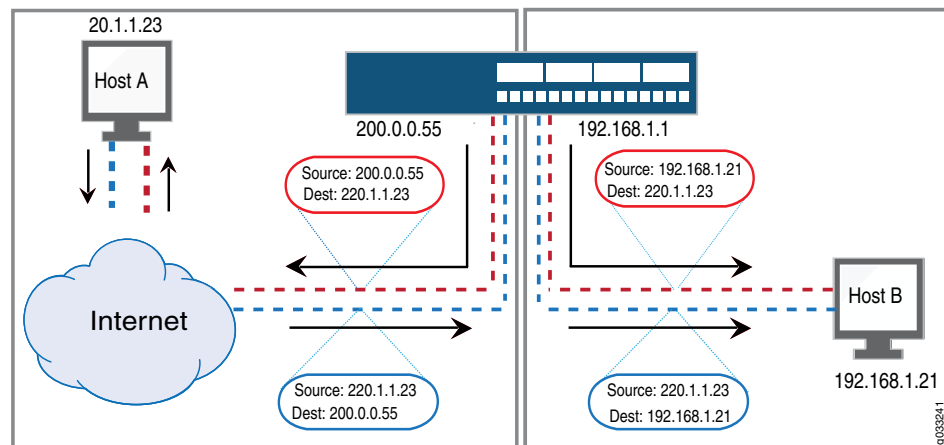 20.1.1.23
Host A
200.0.0.55
192.168.1.1
Source: 200.0.0.55
Dest: 220.1.1.23
Source: 192.168.1.21
Dest: 220.1.1.23
Internet
Host B
192.168.1.21
Source: 220.1.1.23
Dest: 200.0.0.55
Source: 220.1.1.23
Dest: 192.168.1.21
g033241